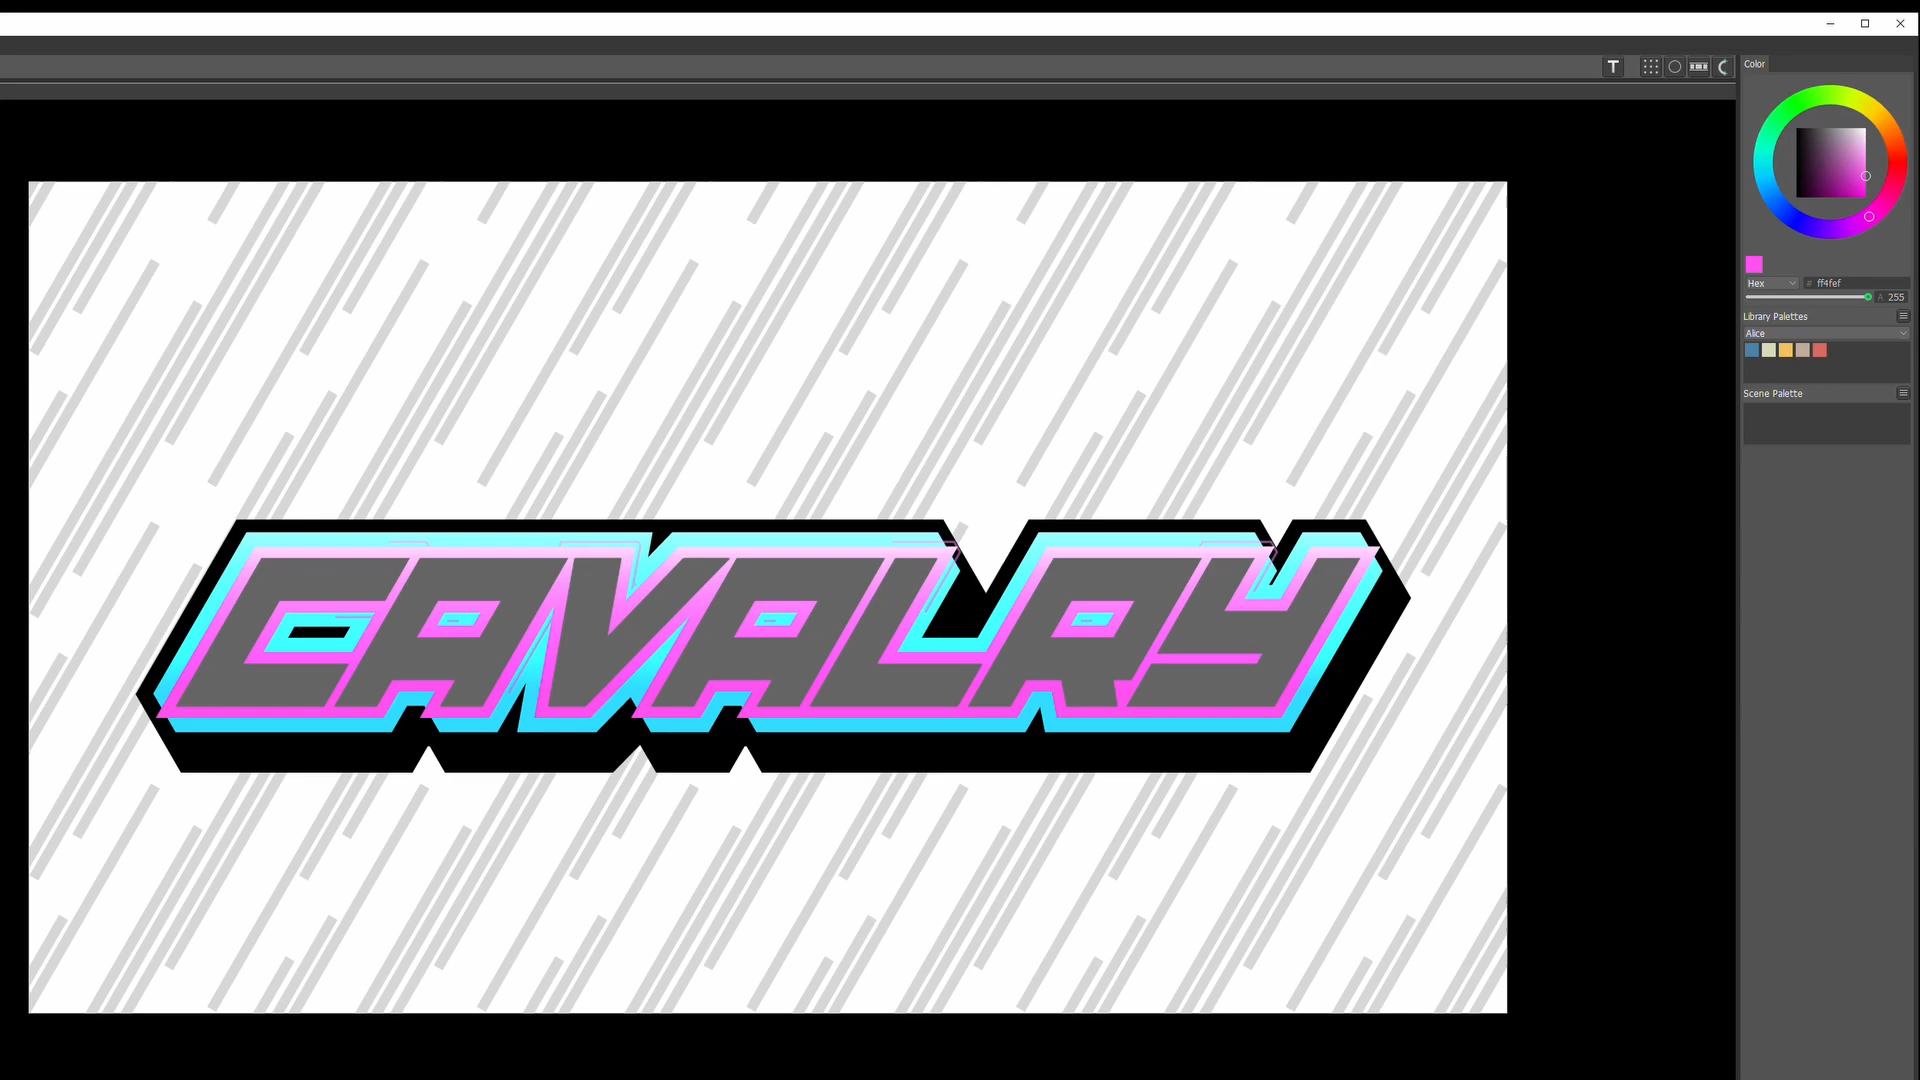 T
Color
Hex
# ff4fef
A 255
Library Palettes
Alice
Scene Palette
CAVALRY